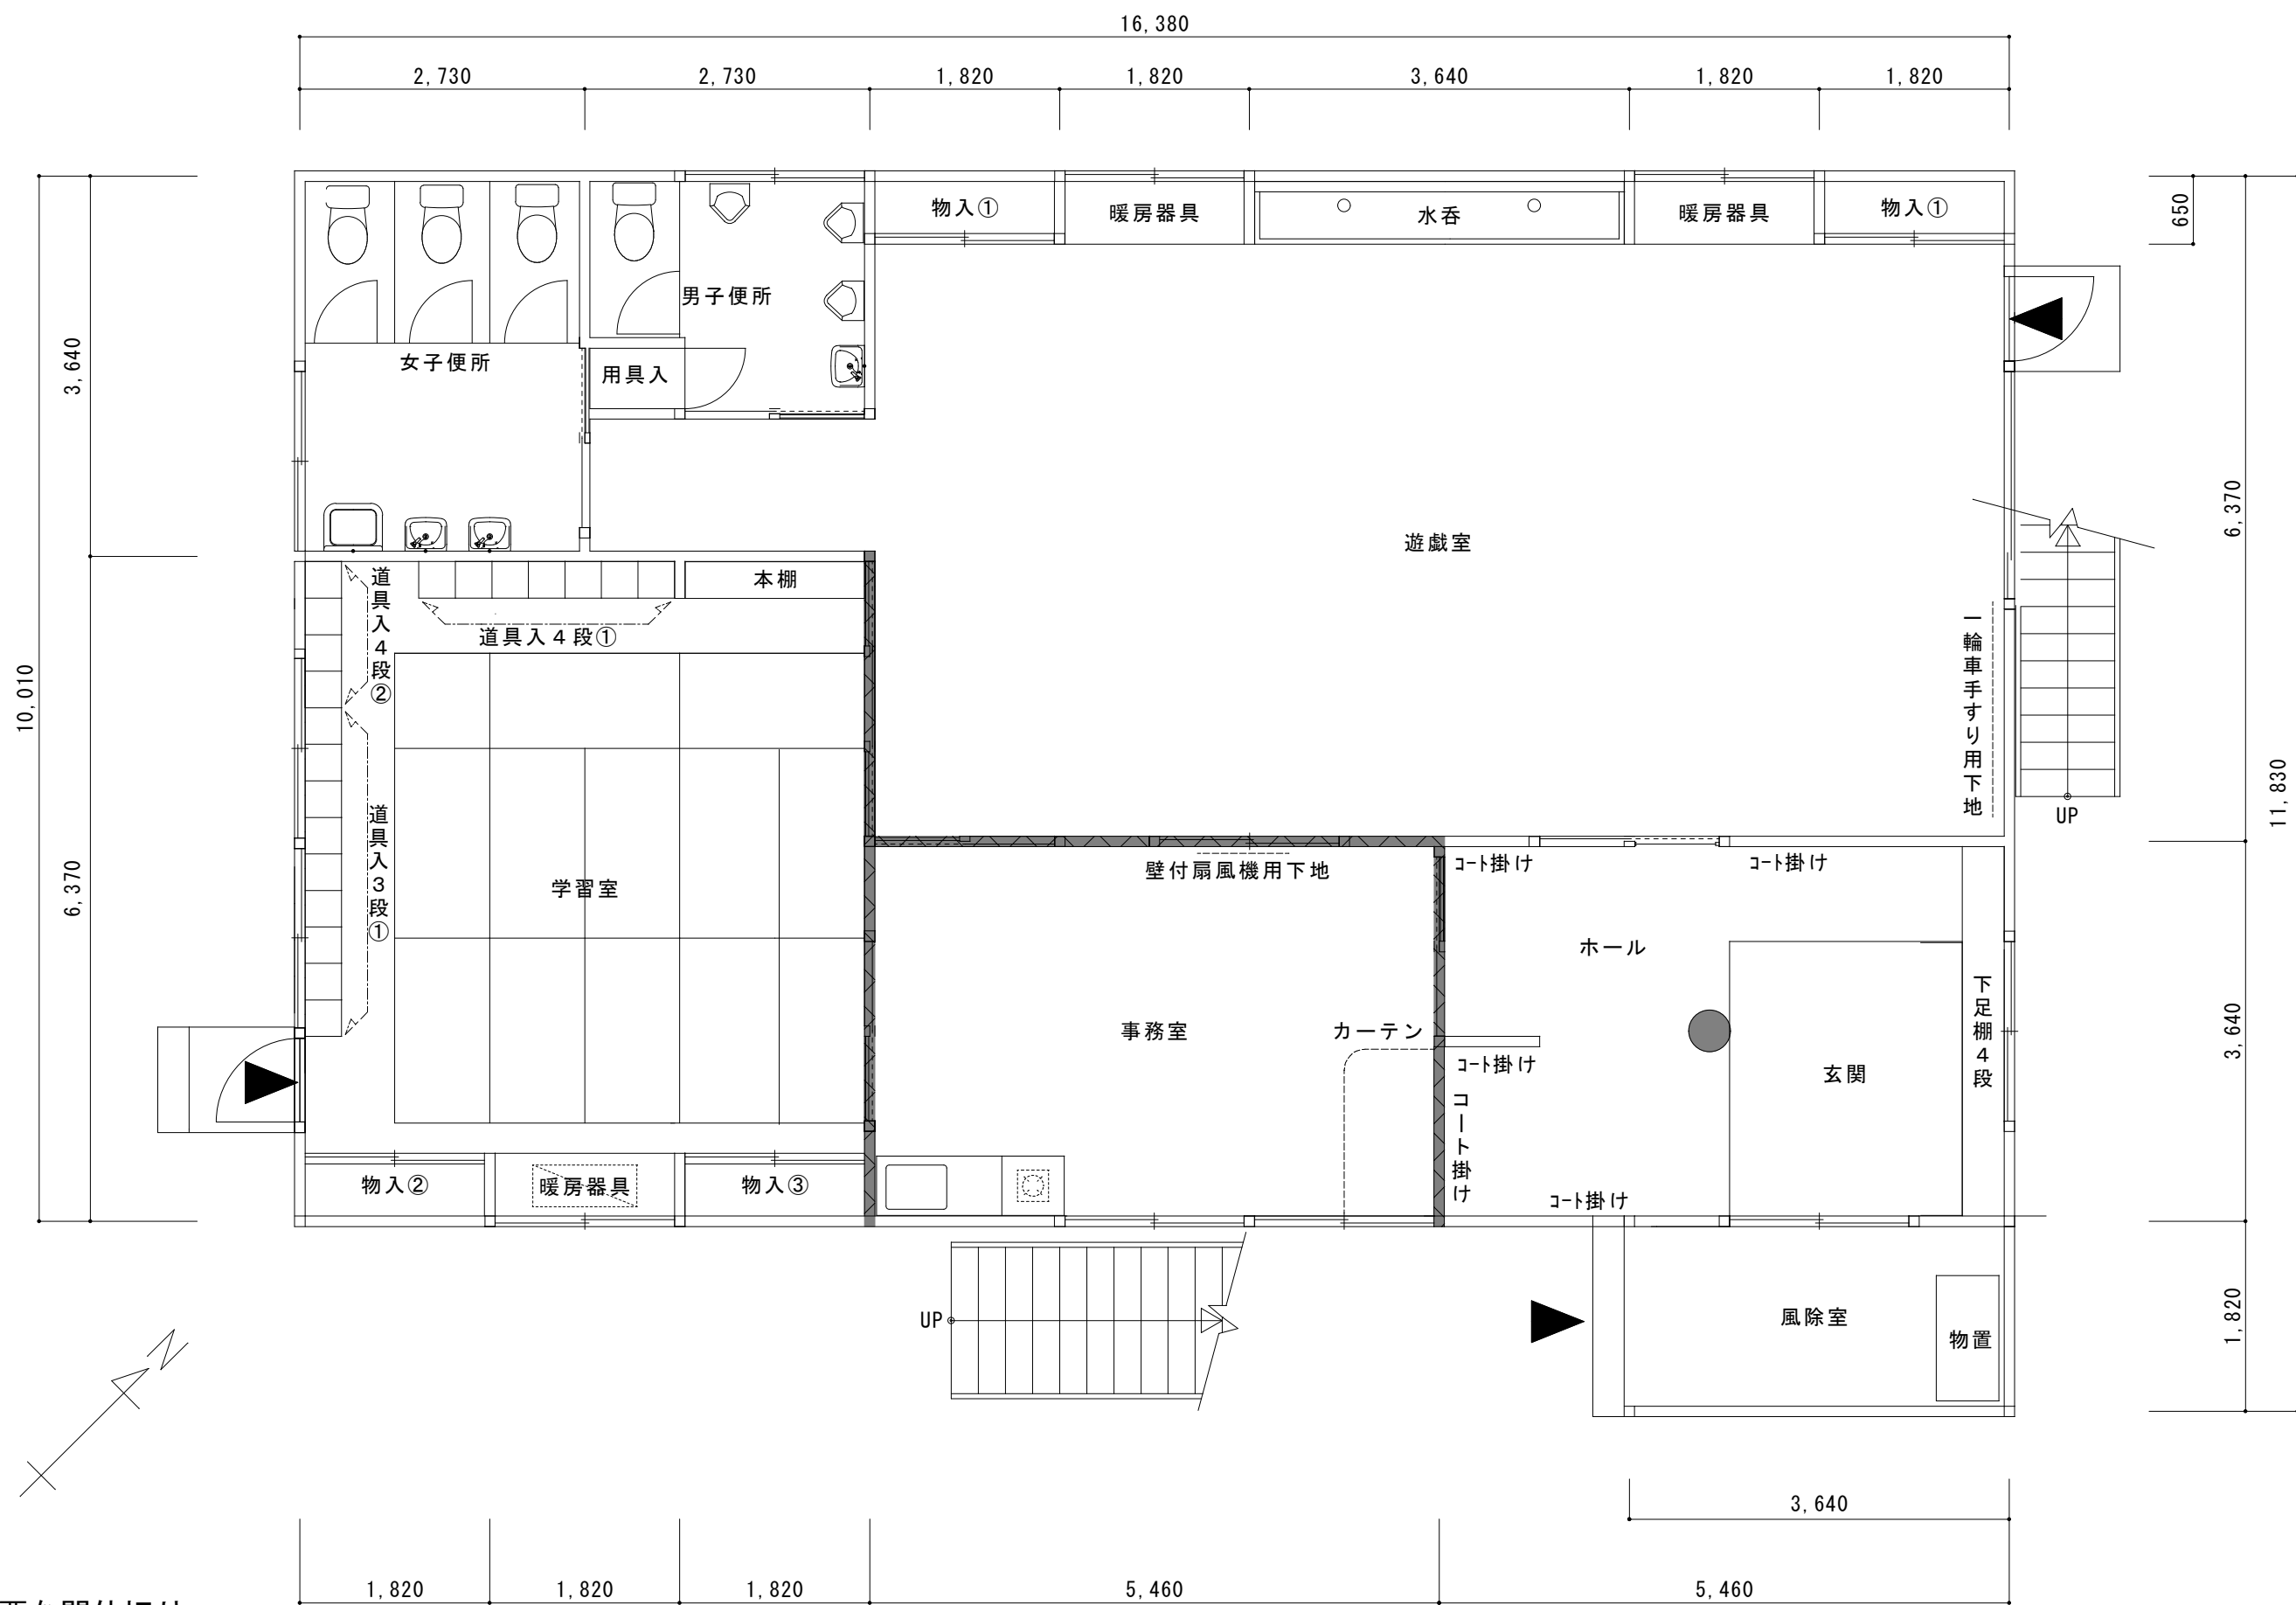 16,380
2,730
2,730
1,820
1,820
3,640
1,820
1,820
物入①
暖房器具
水呑
暖房器具
物入①
650
男子便所
女子便所
用具入
3,640
6,370
遊戯室
本棚
道具入4段②
道具入４段①
一輪車手すり用下地
UP
10,010
11,830
道具入3段①
学習室
6,370
壁付扇風機用下地
ｺｰﾄ掛け
ｺｰﾄ掛け
ホール
事務室
カーテン
ｺｰﾄ掛け
コート掛け
玄関
下足棚4段
3,640
物入②
暖房器具
物入③
ｺｰﾄ掛け
UP
風除室
物置
1,820
N
3,640
1,820
1,820
1,820
5,460
5,460